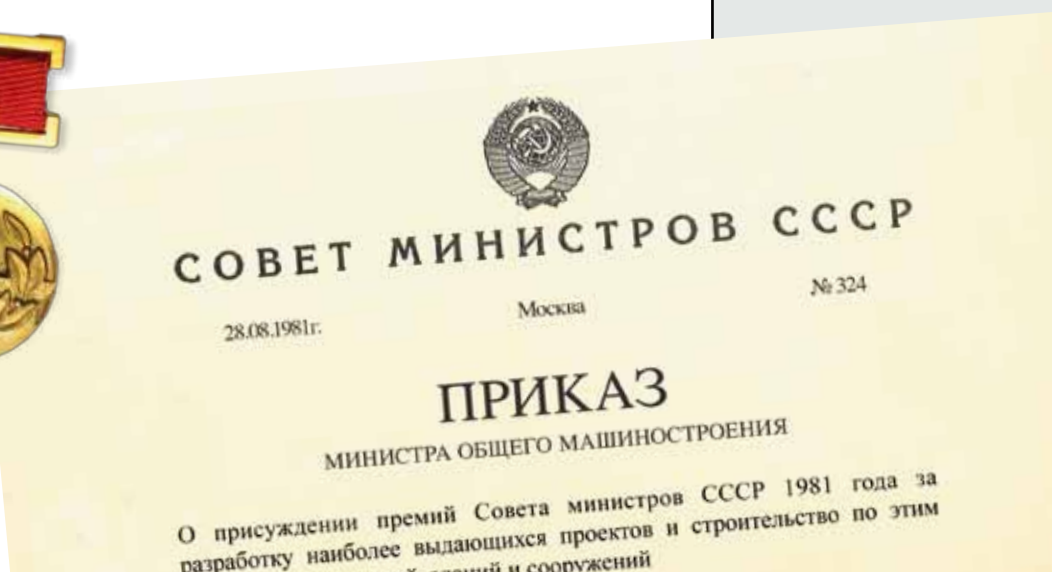 СОВЕТ МИНИСТРОВ СССР
28.08.1981г. Москва № 324
ПРИКАЗ
МИНИСТРА ОБЩЕГО МАШИНОСТРОЕНИЯ
О присуждении премий Совета министров СССР 1981 года за
разработку наиболее выдающихся проектов и строительство по этим
и сооружений